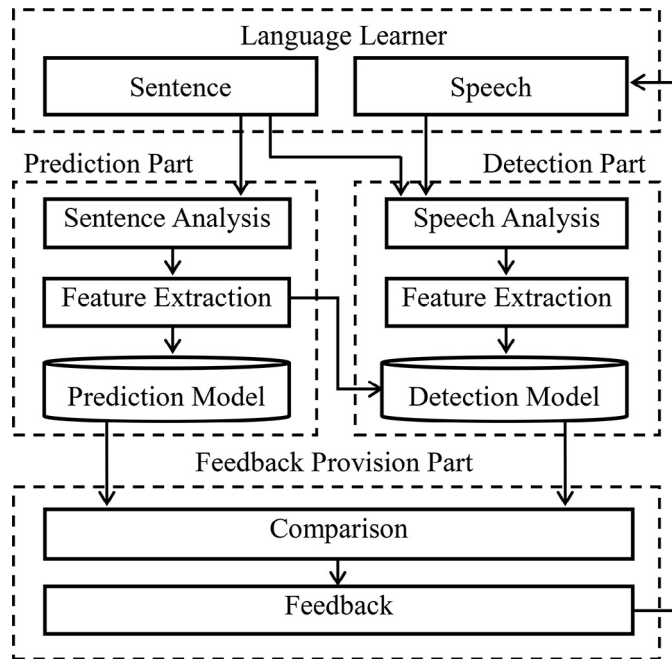 Language Learner
Sentence
Speech
Prediction Part
Detection Part
Sentence Analysis
Speech Analysis
Feature Extraction
Feature Extraction
Prediction Model
Detection Model
Feedback Provision Part
Comparison
Feedback